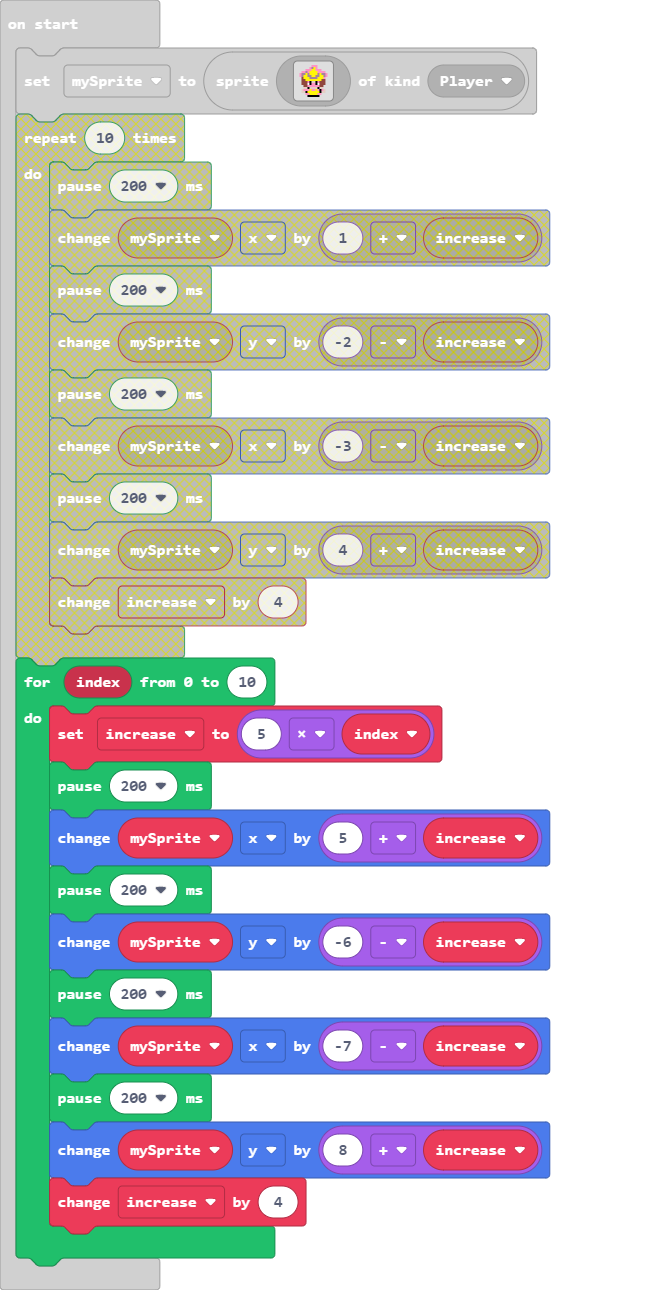 on start
set mySprite to sprite of kind Player
repeat 10 times
do
pause 200 ms
change mySprite x by 1 + increase
pause 200 ms
change mySprite y by -2 - increase
pause 200 ms
change mySprite x by -3 - increase
pause 200 ms
change mySprite y by 4 + increase
change increase by 4
for index from 0 to 10
do
set increase to 5 × index
pause 200 ms
change mySprite x by 5 + increase
pause 200 ms
change mySprite y by -6 - increase
pause 200 ms
change mySprite x by -7 - increase
pause 200 ms
change mySprite y by 8 + increase
change increase by 4